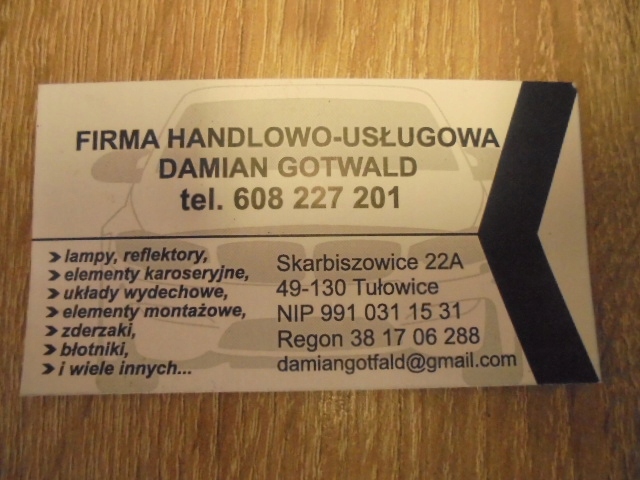 FIRMA HANDLOWO-USŁUGOWA
DAMIAN GOTWALD
tel. 608 227 201
lampy, reflektory,
elementy karoseryjne,
układy wydechowe,
elementy montażowe,
zderzaki,
błotniki,
i wiele innych...
Skarbiszowice 22A
49-130 Tułowice
NIP 991 031 15 31
Regon 38 17 06 288
damiangotfald@gmail.com